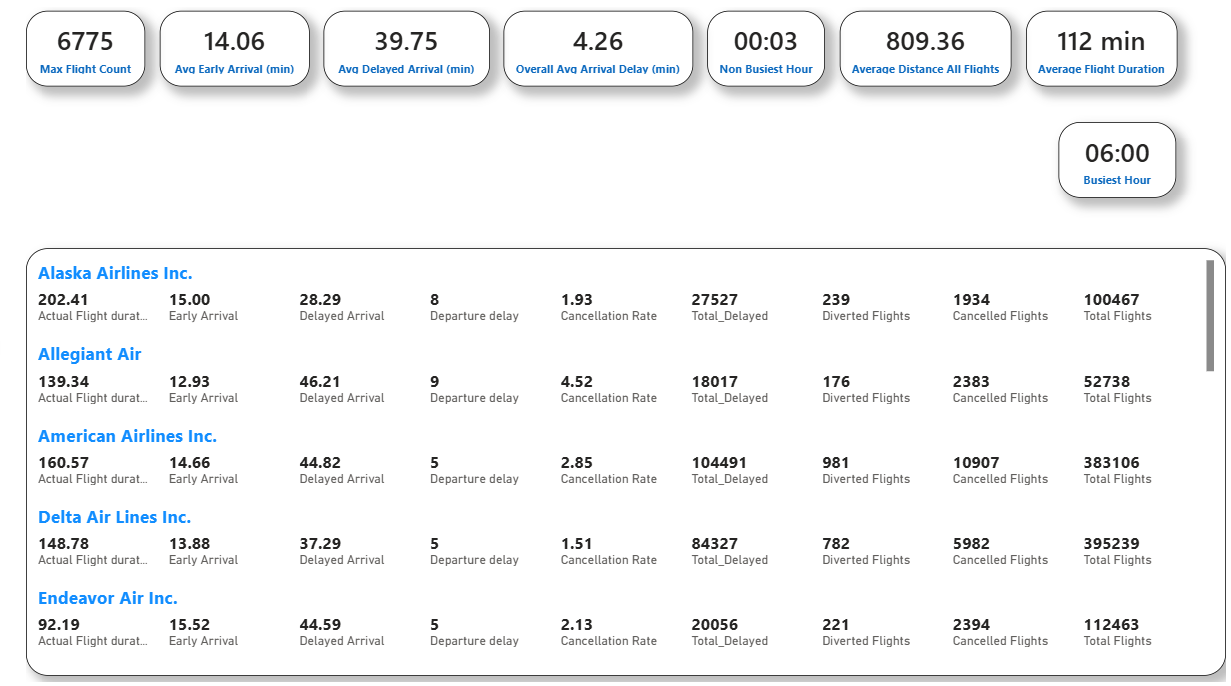 6775 14.06 39.75 4.26 00:03 809.36 112 min
Max Flight Count Avg Early Arrival (min) Avg Delayed Arrival (min) Overall Avg Arrival Delay (min) Non Busiest Hour Average Distance All Flights Average Flight Duration
06:00
Busiest Hour
Alaska Airlines Inc.
202.41 15.00 28.29 8 1.93 27527 239 1934 100467
Actual Flight durat... Early Arrival Delayed Arrival Departure delay Cancellation Rate Total_Delayed Diverted Flights Cancelled Flights Total Flights
Allegiant Air
139.34 12.93 46.21 9 4.52 18017 176 2383 52738
Actual Flight durat... Early Arrival Delayed Arrival Departure delay Cancellation Rate Total_Delayed Diverted Flights Cancelled Flights Total Flights
American Airlines Inc.
160.57 14.66 44.82 5 2.85 104491 981 10907 383106
Actual Flight durat... Early Arrival Delayed Arrival Departure delay Cancellation Rate Total_Delayed Diverted Flights Cancelled Flights Total Flights
Delta Air Lines Inc.
148.78 13.88 37.29 5 1.51 84327 782 5982 395239
Actual Flight durat... Early Arrival Delayed Arrival Departure delay Cancellation Rate Total_Delayed Diverted Flights Cancelled Flights Total Flights
Endeavor Air Inc.
92.19 15.52 44.59 5 2.13 20056 221 2394 112463
Actual Flight durat... Early Arrival Delayed Arrival Departure delay Cancellation Rate Total_Delayed Diverted Flights Cancelled Flights Total Flights